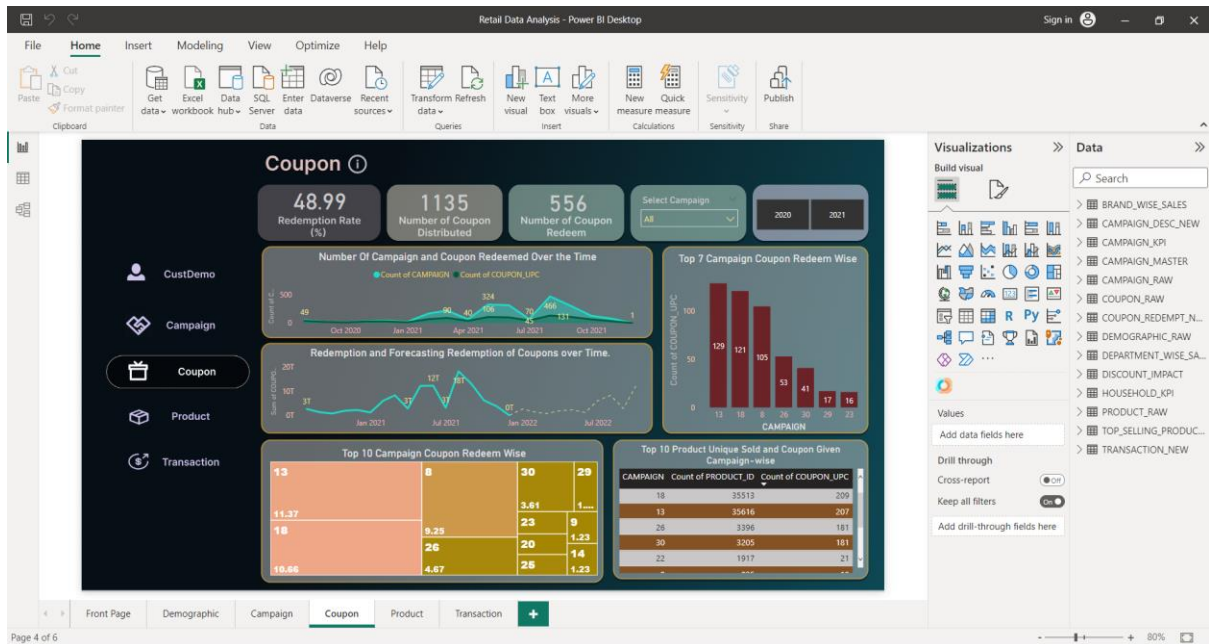 Retail Data Analysis - Power BI Desktop
Sign in
File Home Insert Modeling View Optimize Help
Paste
Cut
Copy
Format painter
Clipboard
Get data
Excel workbook
Data hub
SQL Server
Enter data
Dataverse
Recent sources
Data
Transform data
Refresh
Queries
New visual
Text box
More visuals
Insert
New measure
Quick measure
Calculations
Sensitivity
Sensitivity
Publish
Share
Coupon
48.99
Redemption Rate
(%)
1135
Number of Coupon
Distributed
556
Number of Coupon
Redeem
Select Campaign
All
2020 2021
CustDemo
Campaign
Coupon
Product
Transaction
Number Of Campaign and Coupon Redeemed Over the Time
Count of CAMPAIGN Count of COUPON_UPC
Count of C...
500
0
49 90 40 324 106 70 45 466 131 1
Oct 2020 Jan 2021 Apr 2021 Jul 2021 Oct 2021
Redemption and Forecasting Redemption of Coupons over Time.
Sum of COUPO...
20T
10T
0T
3T 3T 12T 3T 18T 0T
Jan 2021 Jul 2021 Jan 2022 Jul 2022
Top 7 Campaign Coupon Redeem Wise
Count of COUPON_UPC
100
50
0
129 121 105 53 41 17 16
13 18 8 26 30 29 23
CAMPAIGN
Top 10 Campaign Coupon Redeem Wise
13
11.37
18
10.66
8
9.25
26
4.67
30
3.61
29
1....
23
20
25
9
1.23
14
1.23
Top 10 Product Unique Sold and Coupon Given
Campaign-wise
CAMPAIGN Count of PRODUCT_ID Count of COUPON_UPC
18 35513 209
13 35616 207
26 3396 181
30 3205 181
22 1917 21
Visualizations
Build visual
R Py
Values
Add data fields here
Drill through
Cross-report
Off
Keep all filters
On
Add drill-through fields here
Data
Search
BRAND_WISE_SALES
CAMPAIGN_DESC_NEW
CAMPAIGN_KPI
CAMPAIGN_MASTER
CAMPAIGN_RAW
COUPON_RAW
COUPON_REDEMPT_N...
DEMOGRAPHIC_RAW
DEPARTMENT_WISE_SA...
DISCOUNT_IMPACT
HOUSEHOLD_KPI
PRODUCT_RAW
TOP_SELLING_PRODUC...
TRANSACTION_NEW
Front Page Demographic Campaign Coupon Product Transaction
Page 4 of 6
80%